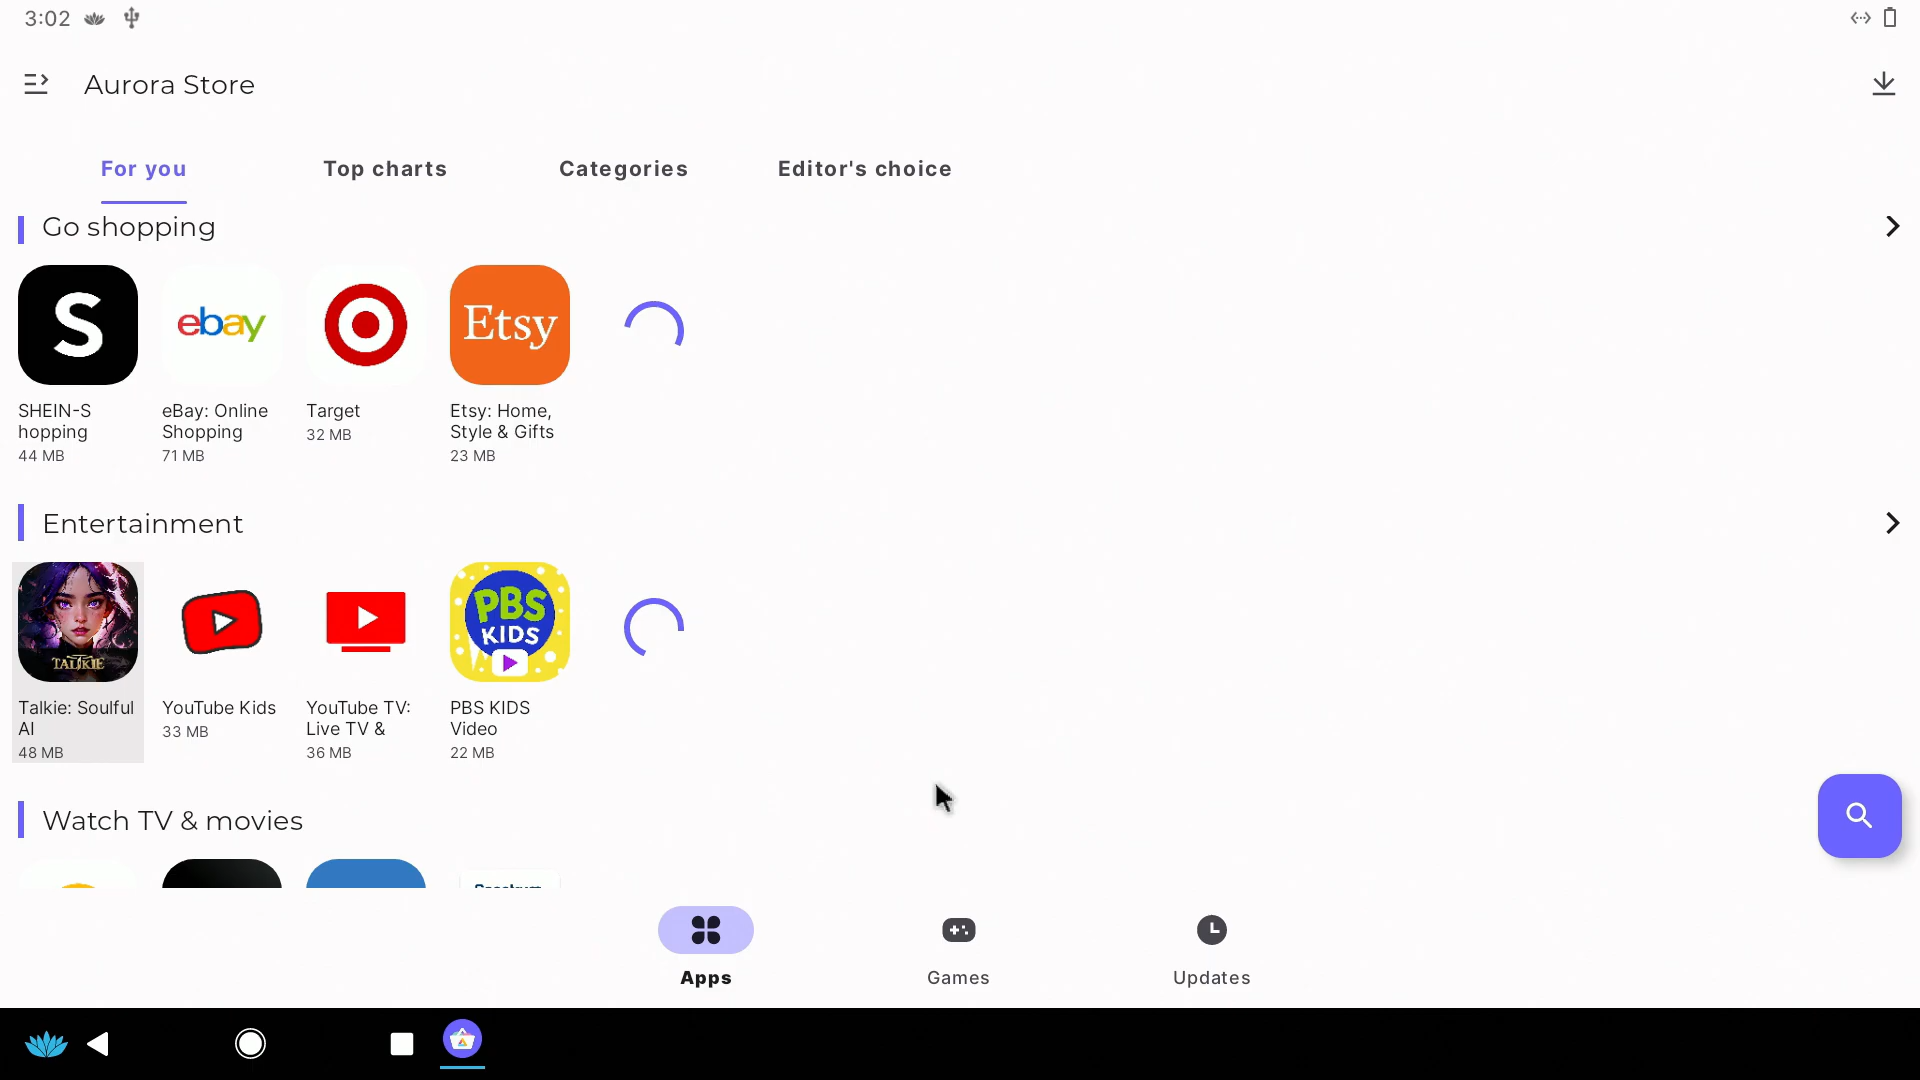 3:02
Aurora Store
For you
Top charts
Categories
Editor's choice
Go shopping
S
ebay
Etsy
SHEIN-S
hopping
44 MB
eBay: Online
Shopping
71 MB
Target
32 MB
Etsy: Home,
Style & Gifts
23 MB
Entertainment
TALKIE
PBS
KIDS
Talkie: Soulful
AI
48 MB
YouTube Kids
33 MB
YouTube TV:
Live TV &
36 MB
PBS KIDS
Video
22 MB
Watch TV & movies
Apps
Games
Updates